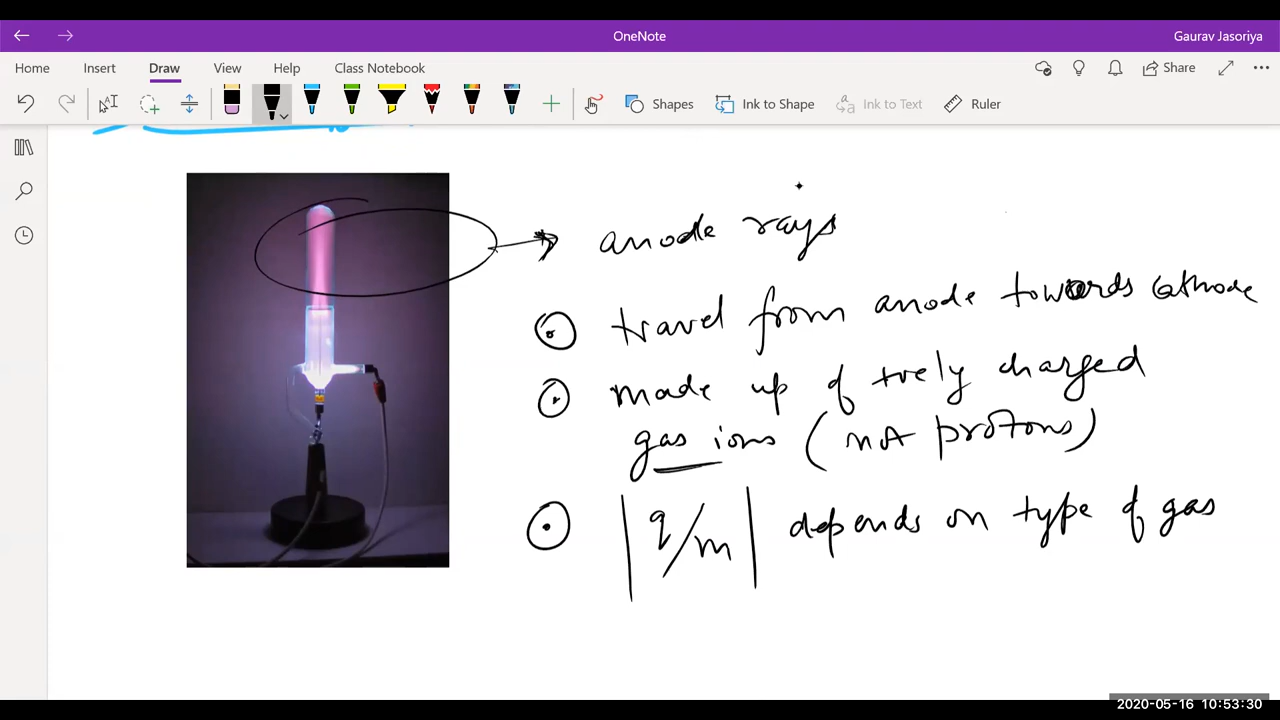 OneNote
Gaurav Jasoriya
Home Insert Draw View Help Class Notebook
Share
Shapes Ink to Shape Ink to Text Ruler
anode rays
travel from anode towards cathode
made up of +vely charged
gas ions (not protons)
|q/m| depends on type of gas
2020-05-16 10:53:30